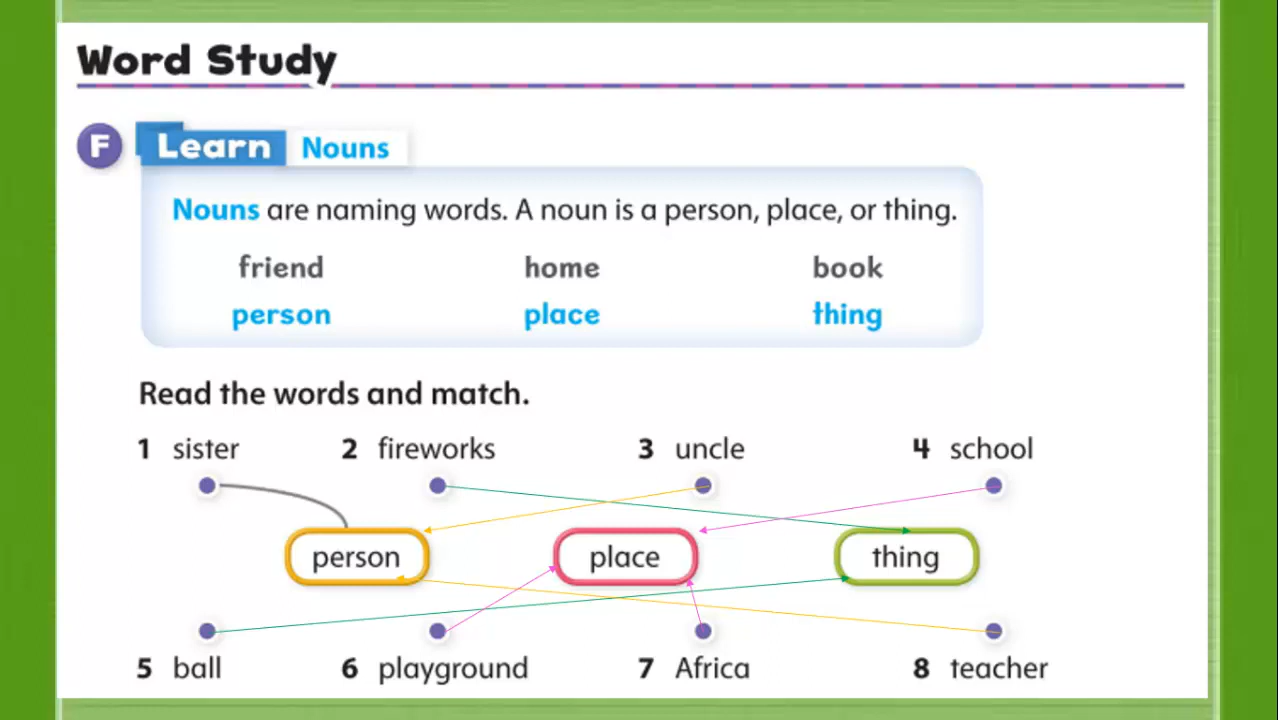 Word Study
F Learn Nouns
Nouns are naming words. A noun is a person, place, or thing.
friend home book
person place thing
Read the words and match.
1 sister 2 fireworks 3 uncle 4 school
person place thing
5 ball 6 playground 7 Africa 8 teacher